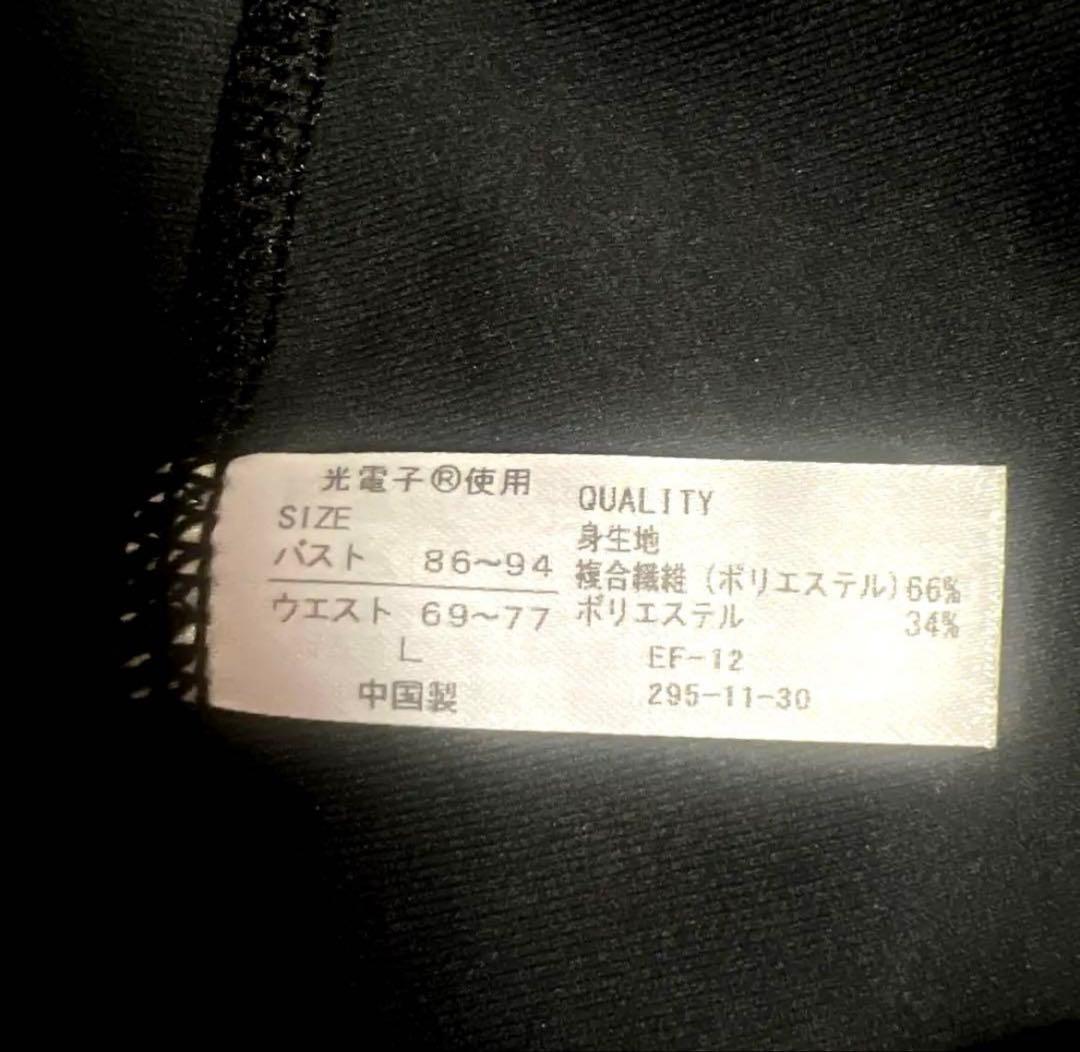 光電子®使用
SIZE
バスト 86~94
ウエスト 69~77
L
中国製
QUALITY
身生地
複合繊維(ポリエステル)66%
ポリエステル 34%
EF-12
295-11-30